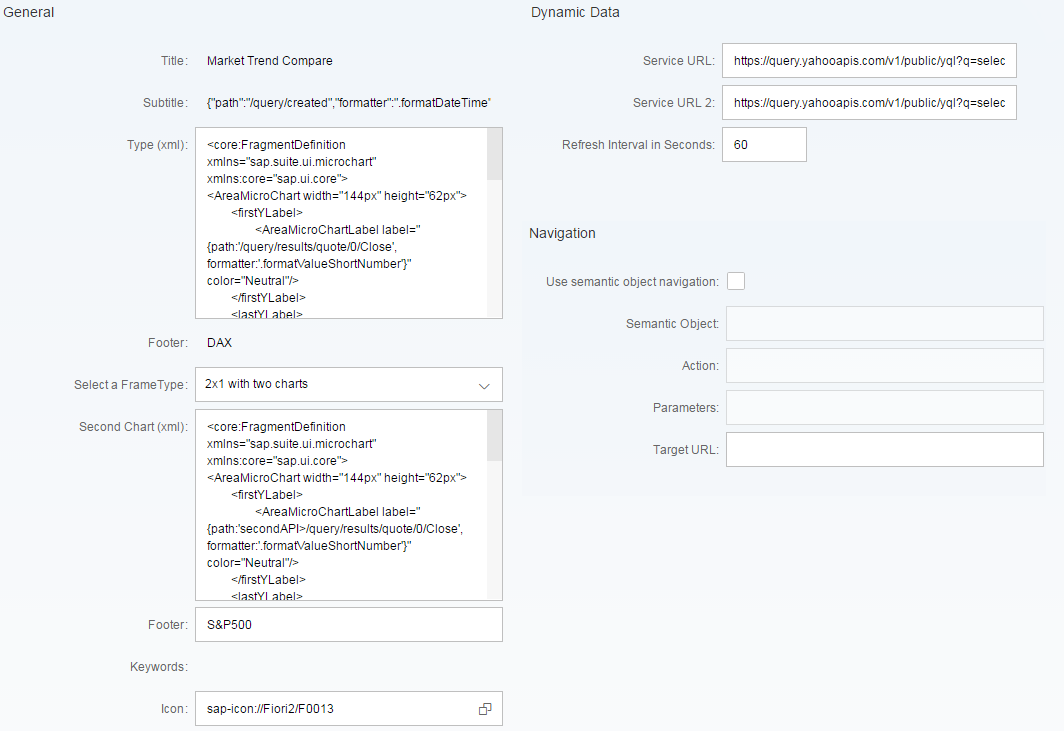 General
Title:
Market Trend Compare
Subtitle:
{"path":"/query/created","formatter":".formatDateTime"
Type (xml):
<core:FragmentDefinition
xmlns="sap.suite.ui.microchart"
xmlns:core="sap.ui.core">
<AreaMicroChart width="144px" height="62px">
<firstYLabel>
<AreaMicroChartLabel label="
{path:'/query/results/quote/0/Close',
formatter:'.formatValueShortNumber'}"
color="Neutral"/>
</firstYLabel>
<lastYLabel>
Footer:
DAX
Select a FrameType:
2x1 with two charts
Second Chart (xml):
<core:FragmentDefinition
xmlns="sap.suite.ui.microchart"
xmlns:core="sap.ui.core">
<AreaMicroChart width="144px" height="62px">
<firstYLabel>
<AreaMicroChartLabel label="
{path:'secondAPI>/query/results/quote/0/Close',
formatter:'.formatValueShortNumber'}"
color="Neutral"/>
</firstYLabel>
<lastYLabel>
Footer:
S&P500
Keywords:
Icon:
sap-icon://Fiori2/F0013
Dynamic Data
Service URL:
https://query.yahooapis.com/v1/public/yql?q=selec
Service URL 2:
https://query.yahooapis.com/v1/public/yql?q=selec
Refresh Interval in Seconds:
60
Navigation
Use semantic object navigation:
Semantic Object:
Action:
Parameters:
Target URL: